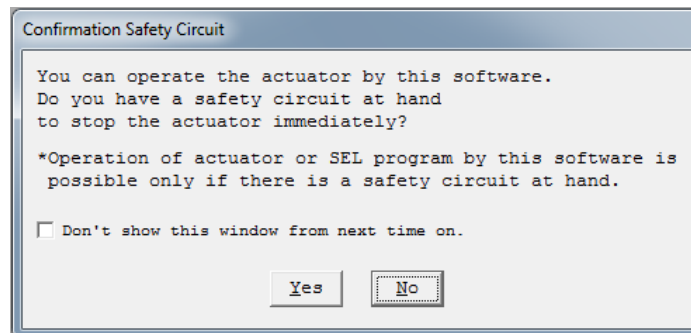 Confirmation Safety Circuit
You can operate the actuator by this software.
Do you have a safety circuit at hand
to stop the actuator immediately?
*Operation of actuator or SEL program by this software is
possible only if there is a safety circuit at hand.
Don't show this window from next time on.
Yes No